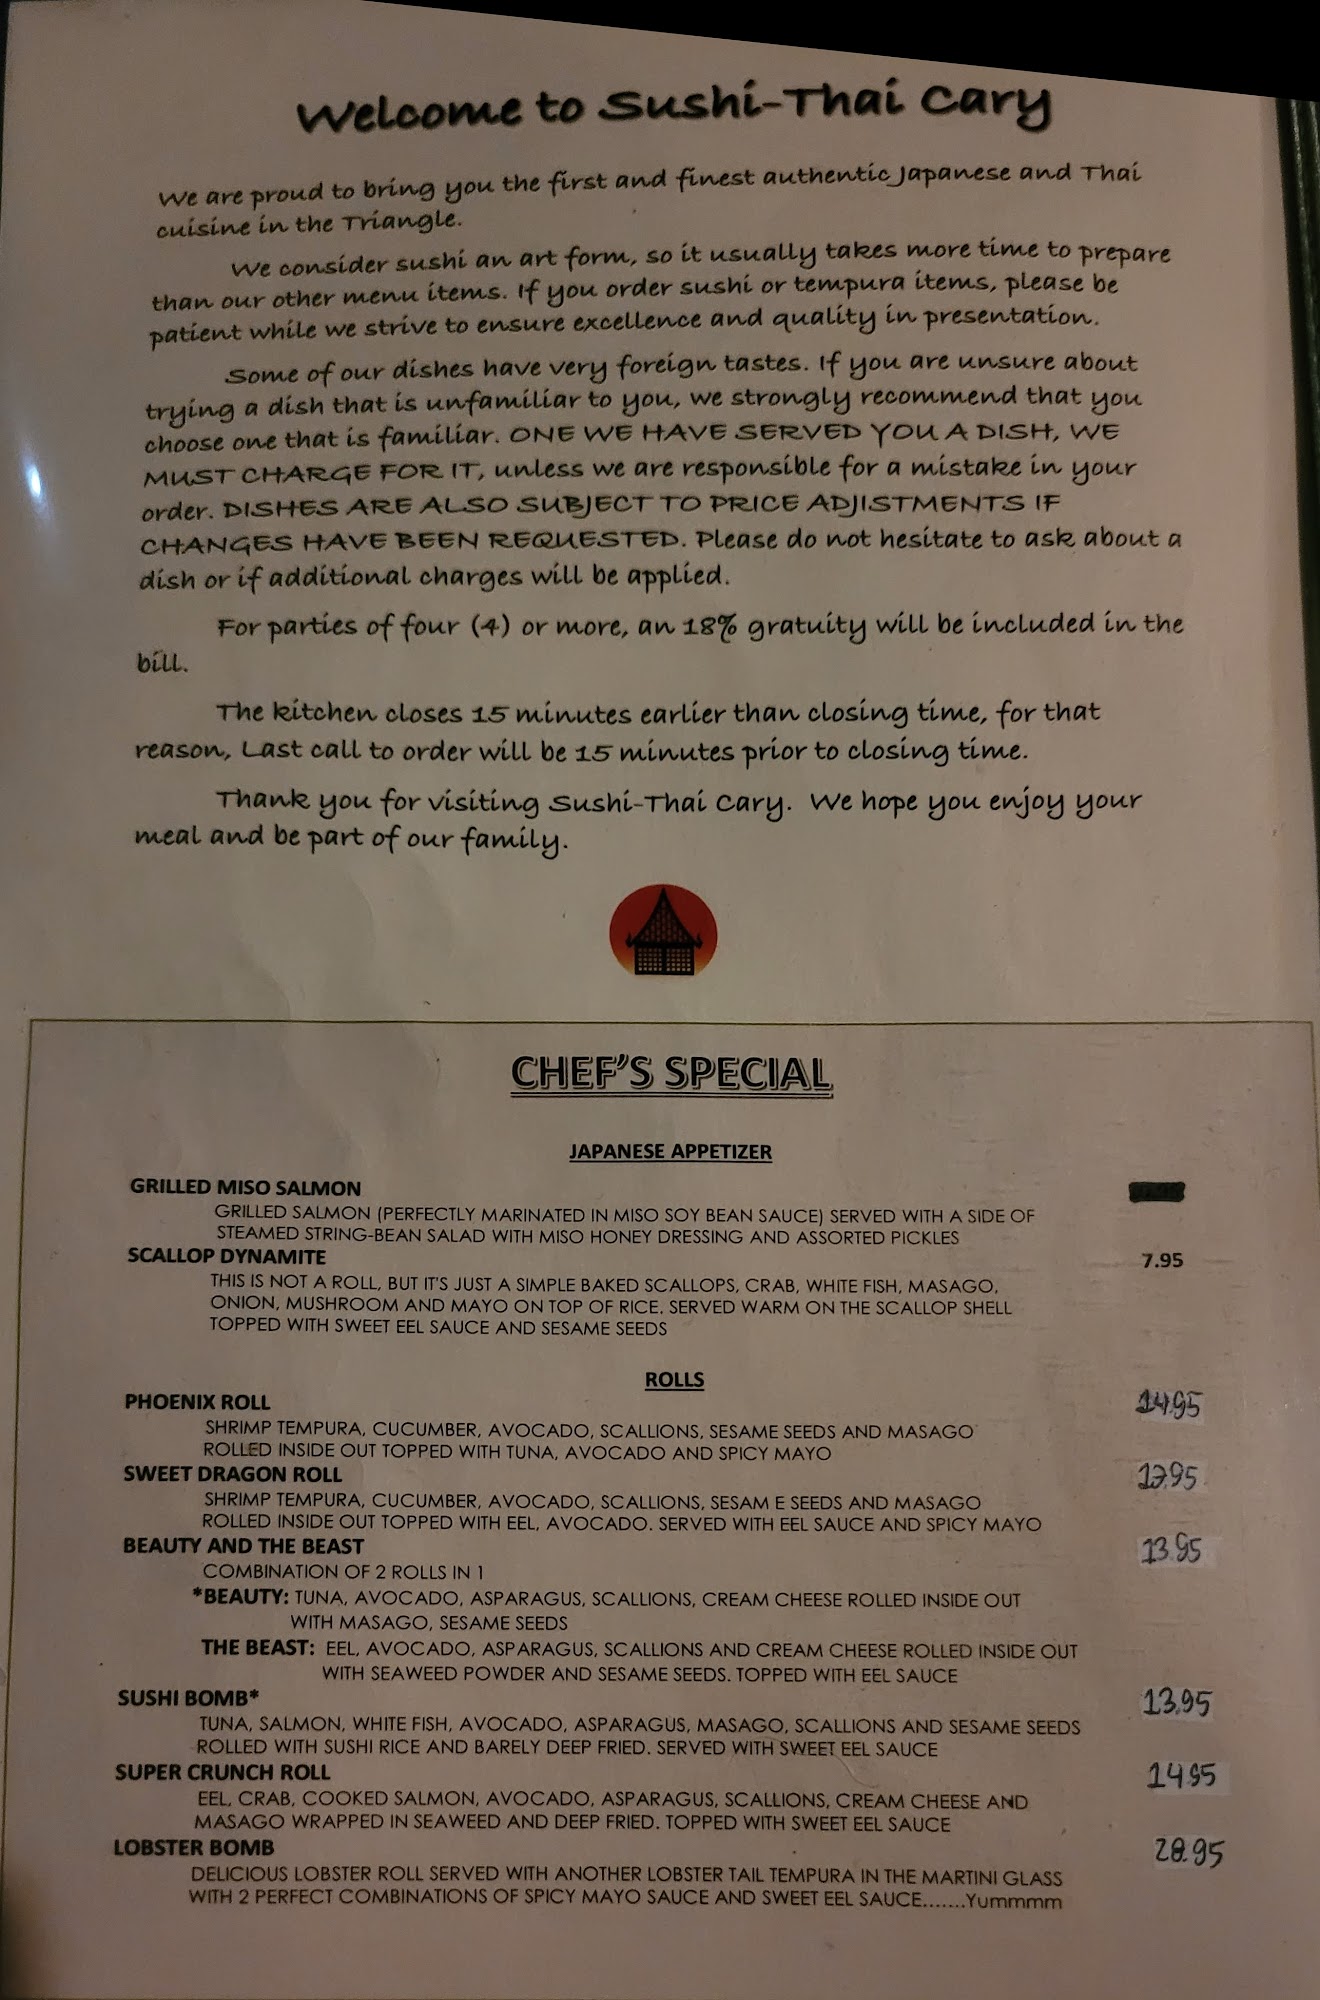 Welcome to Sushi-Thai Cary
We are proud to bring you the first and finest authentic Japanese and Thai
cuisine in the Triangle.
We consider sushi an art form, so it usually takes more time to prepare
than our other menu items. If you order sushi or tempura items, please be
patient while we strive to ensure excellence and quality in presentation.
Some of our dishes have very foreign tastes. If you are unsure about
trying a dish that is unfamiliar to you, we strongly recommend that you
choose one that is familiar. ONE WE HAVE SERVED YOU A DISH, WE
MUST CHARGE FOR IT, unless we are responsible for a mistake in your
order. DISHES ARE ALSO SUBJECT TO PRICE ADJISTMENTS IF
CHANGES HAVE BEEN REQUESTED. Please do not hesitate to ask about a
dish or if additional charges will be applied.
For parties of four (4) or more, an 18% gratuity will be included in the
bill.
The kitchen closes 15 minutes earlier than closing time, for that
reason, Last call to order will be 15 minutes prior to closing time.
Thank you for visiting Sushi-Thai Cary. We hope you enjoy your
meal and be part of our family.
CHEF'S SPECIAL
JAPANESE APPETIZER
GRILLED MISO SALMON
GRILLED SALMON (PERFECTLY MARINATED IN MISO SOY BEAN SAUCE) SERVED WITH A SIDE OF
STEAMED STRING-BEAN SALAD WITH MISO HONEY DRESSING AND ASSORTED PICKLES
SCALLOP DYNAMITE 7.95
THIS IS NOT A ROLL, BUT IT'S JUST A SIMPLE BAKED SCALLOPS, CRAB, WHITE FISH, MASAGO,
ONION, MUSHROOM AND MAYO ON TOP OF RICE. SERVED WARM ON THE SCALLOP SHELL
TOPPED WITH SWEET EEL SAUCE AND SESAME SEEDS
ROLLS
PHOENIX ROLL 14.95
SHRIMP TEMPURA, CUCUMBER, AVOCADO, SCALLIONS, SESAME SEEDS AND MASAGO
ROLLED INSIDE OUT TOPPED WITH TUNA, AVOCADO AND SPICY MAYO
SWEET DRAGON ROLL
SHRIMP TEMPURA, CUCUMBER, AVOCADO, SCALLIONS, SESAM E SEEDS AND MASAGO
ROLLED INSIDE OUT TOPPED WITH EEL, AVOCADO. SERVED WITH EEL SAUCE AND SPICY MAYO
BEAUTY AND THE BEAST 13.95
COMBINATION OF 2 ROLLS IN 1
*BEAUTY: TUNA, AVOCADO, ASPARAGUS, SCALLIONS, CREAM CHEESE ROLLED INSIDE OUT
WITH MASAGO, SESAME SEEDS
THE BEAST: EEL, AVOCADO, ASPARAGUS, SCALLIONS AND CREAM CHEESE ROLLED INSIDE OUT
WITH SEAWEED POWDER AND SESAME SEEDS. TOPPED WITH EEL SAUCE
SUSHI BOMB* 13.95
TUNA, SALMON, WHITE FISH, AVOCADO, ASPARAGUS, MASAGO, SCALLIONS AND SESAME SEEDS
ROLLED WITH SUSHI RICE AND BARELY DEEP FRIED. SERVED WITH SWEET EEL SAUCE
SUPER CRUNCH ROLL 14.95
EEL, CRAB, COOKED SALMON, AVOCADO, ASPARAGUS, SCALLIONS, CREAM CHEESE AND
MASAGO WRAPPED IN SEAWEED AND DEEP FRIED. TOPPED WITH SWEET EEL SAUCE
LOBSTER BOMB 28.95
DELICIOUS LOBSTER ROLL SERVED WITH ANOTHER LOBSTER TAIL TEMPURA IN THE MARTINI GLASS
WITH 2 PERFECT COMBINATIONS OF SPICY MAYO SAUCE AND SWEET EEL SAUCE.......Yummmm